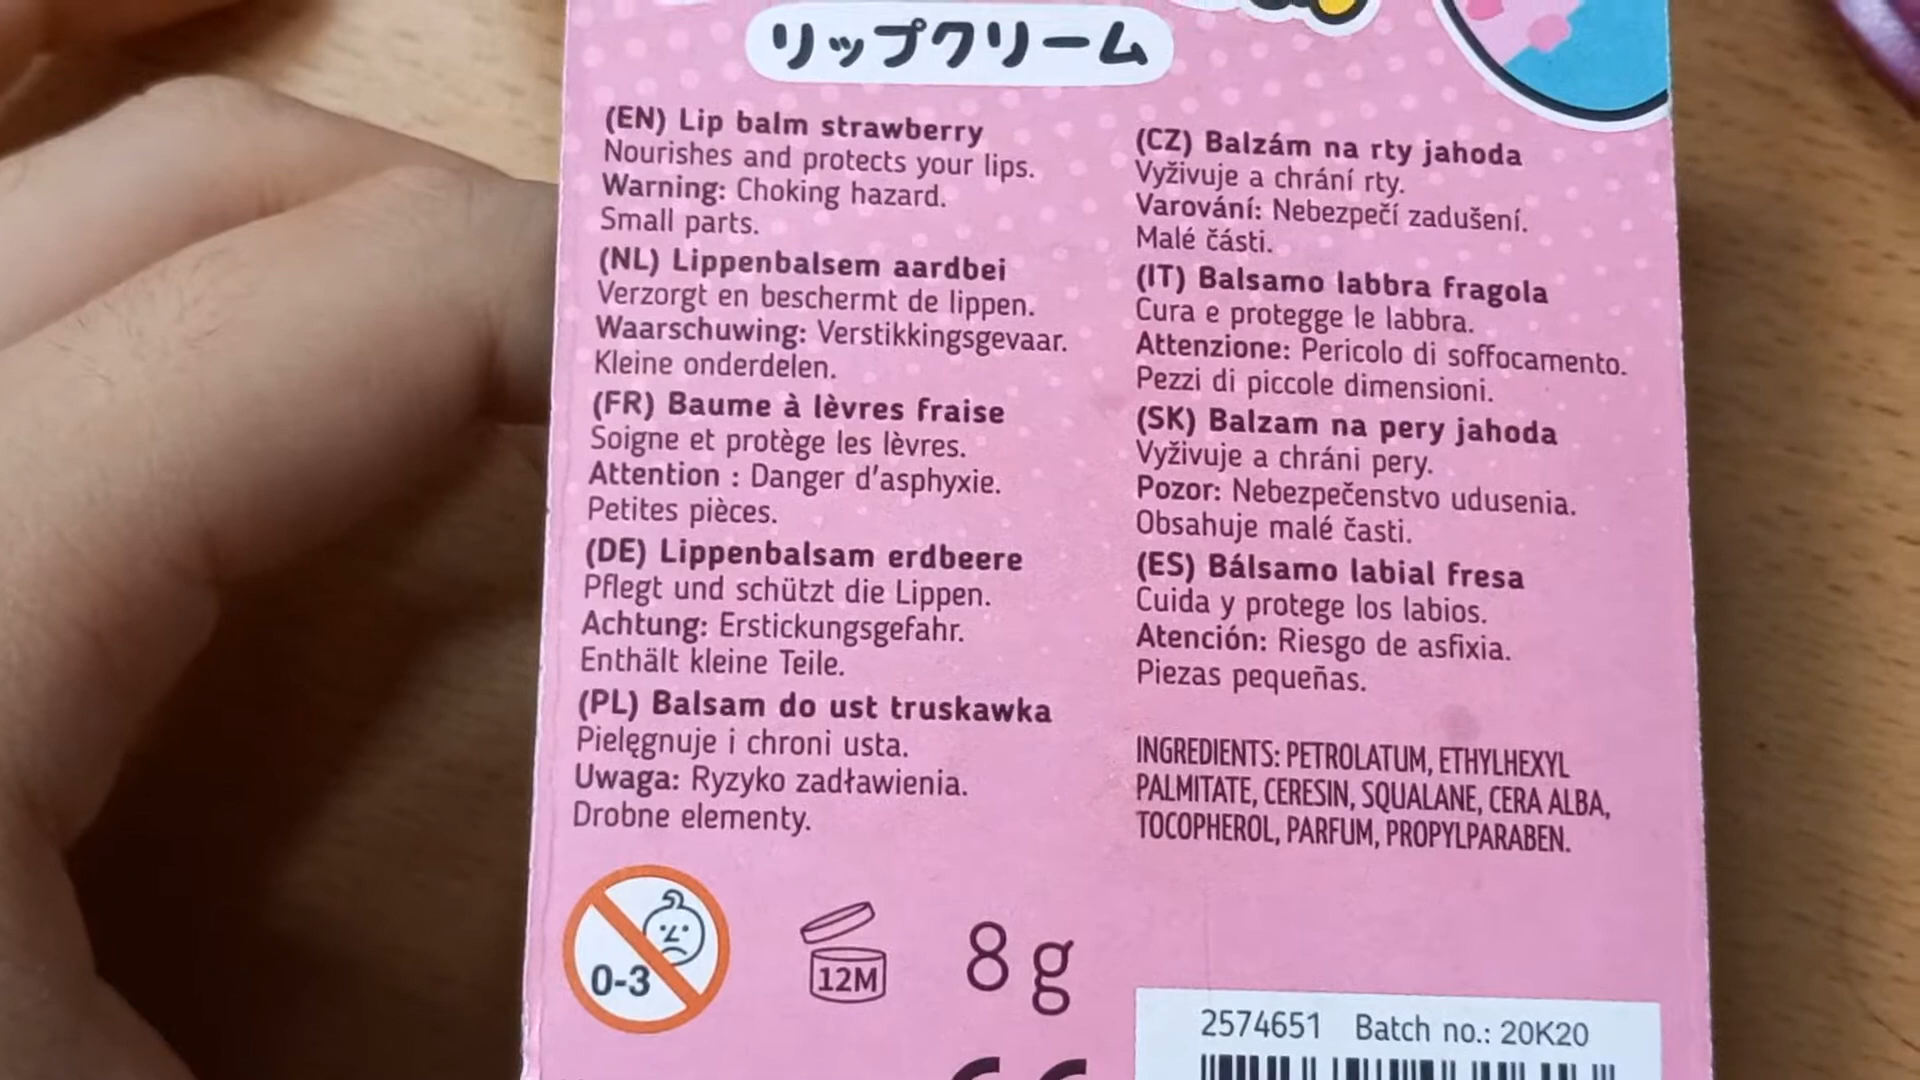 リップクリーム
(EN) Lip balm strawberry
Nourishes and protects your lips.
Warning: Choking hazard.
Small parts.
(NL) Lippenbalsem aardbei
Verzorgt en beschermt de lippen.
Waarschuwing: Verstikkingsgevaar.
Kleine onderdelen.
(FR) Baume à lèvres fraise
Soigne et protège les lèvres.
Attention : Danger d'asphyxie.
Petites pièces.
(DE) Lippenbalsam erdbeere
Pflegt und schützt die Lippen.
Achtung: Erstickungsgefahr.
Enthält kleine Teile.
(PL) Balsam do ust truskawka
Pielęgnuje i chroni usta.
Uwaga: Ryzyko zadławienia.
Drobne elementy.
(CZ) Balzám na rty jahoda
Vyživuje a chrání rty.
Varování: Nebezpečí zadušení.
Malé části.
(IT) Balsamo labbra fragola
Cura e protegge le labbra.
Attenzione: Pericolo di soffocamento.
Pezzi di piccole dimensioni.
(SK) Balzam na pery jahoda
Vyživuje a chráni pery.
Pozor: Nebezpečenstvo udusenia.
Obsahuje malé časti.
(ES) Bálsamo labial fresa
Cuida y protege los labios.
Atención: Riesgo de asfixia.
Piezas pequeñas.
INGREDIENTS: PETROLATUM, ETHYLHEXYL
PALMITATE, CERESIN, SQUALANE, CERA ALBA,
TOCOPHEROL, PARFUM, PROPYLPARABEN.
0-3
12M
8 g
2574651 Batch no.: 20K20